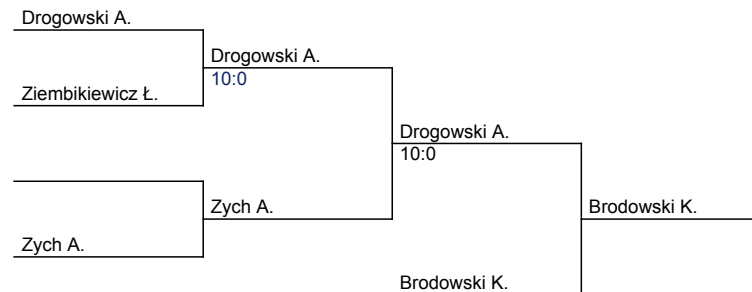 Drogowski A.
Drogowski A.
10:0
Ziembikiewicz Ł.
Drogowski A.
10:0
Zych A.
Brodowski K.
Zych A.
Brodowski K.